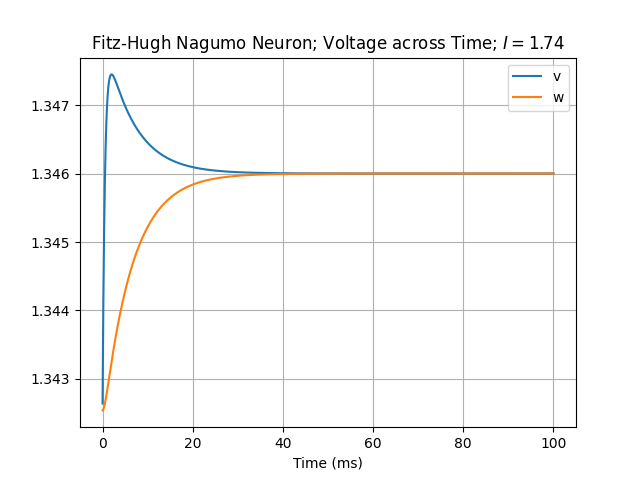 Fitz-Hugh Nagumo Neuron; Voltage across Time; I = 1.74
v
w
1.347
1.346
1.345
1.344
1.343
0 20 40 60 80 100
Time (ms)